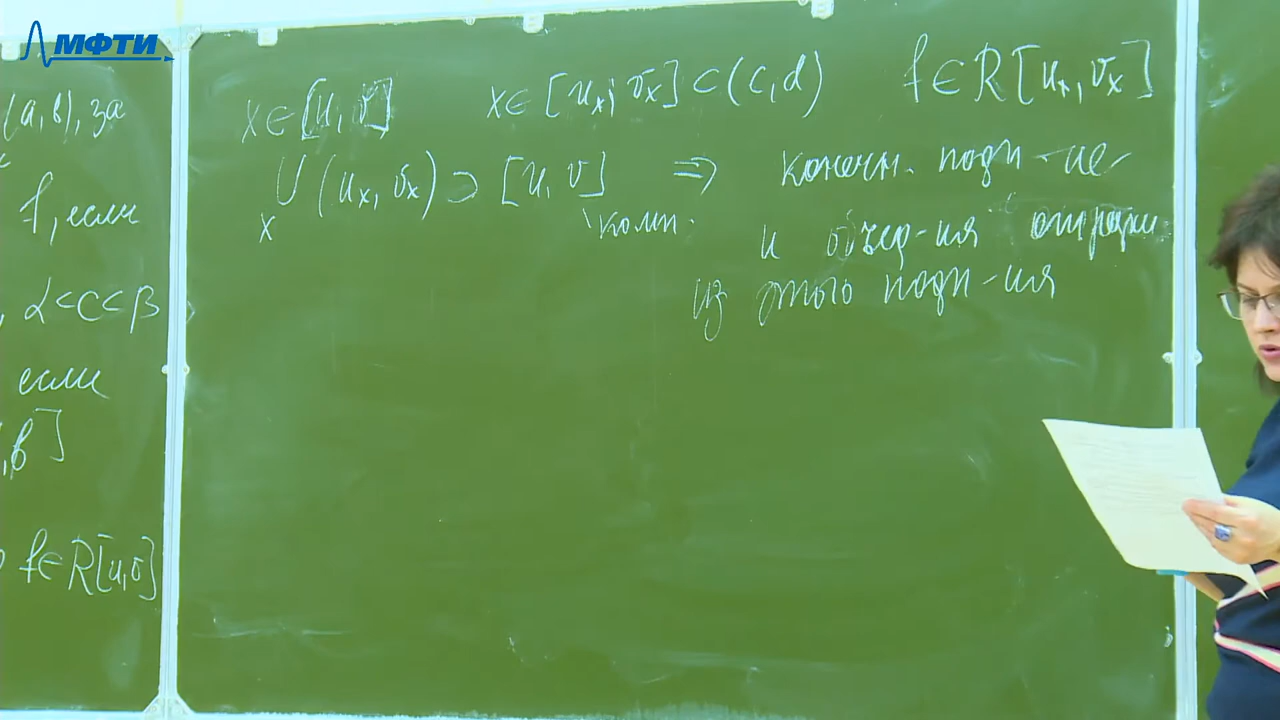 МФТИ
(a, b), за
f, если
, α < c < β
если
, b]
f ∈ R[u, v]
x ∈ [u, v] x ∈ [u_x; v_x] ⊂ (c, d) f ∈ R[u_x, v_x]
⋃_x (u_x, v_x) ⊃ [u, v] ⇒ конечн. подп-ие
комп.
и объед-ия отрезки
из этого подп-ия